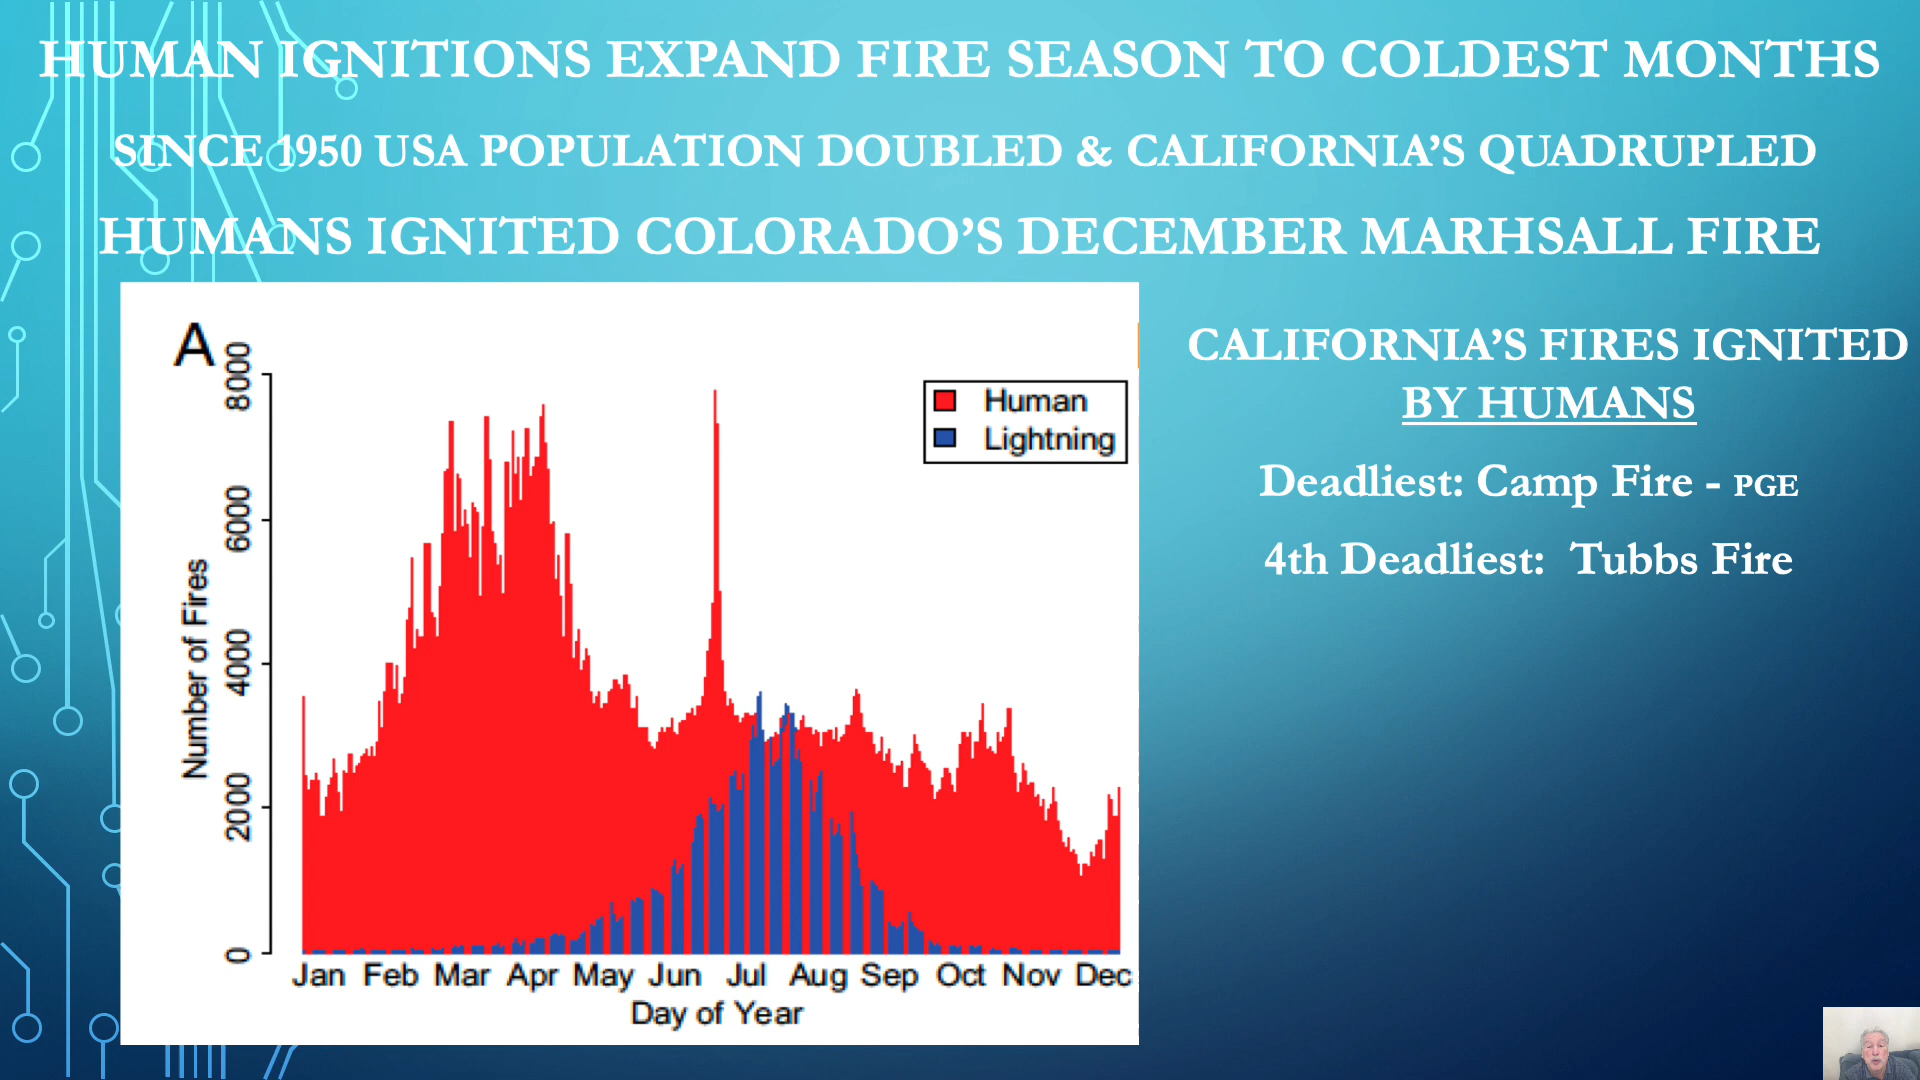 HUMAN IGNITIONS EXPAND FIRE SEASON TO COLDEST MONTHS
SINCE 1950 USA POPULATION DOUBLED & CALIFORNIA’S QUADRUPLED
HUMANS IGNITED COLORADO’S DECEMBER MARHSALL FIRE
A
8000
6000
4000
2000
0
Number of Fires
Human
Lightning
Jan Feb Mar Apr May Jun Jul Aug Sep Oct Nov Dec
Day of Year
CALIFORNIA’S FIRES IGNITED
BY HUMANS
Deadliest: Camp Fire - PGE
4th Deadliest: Tubbs Fire